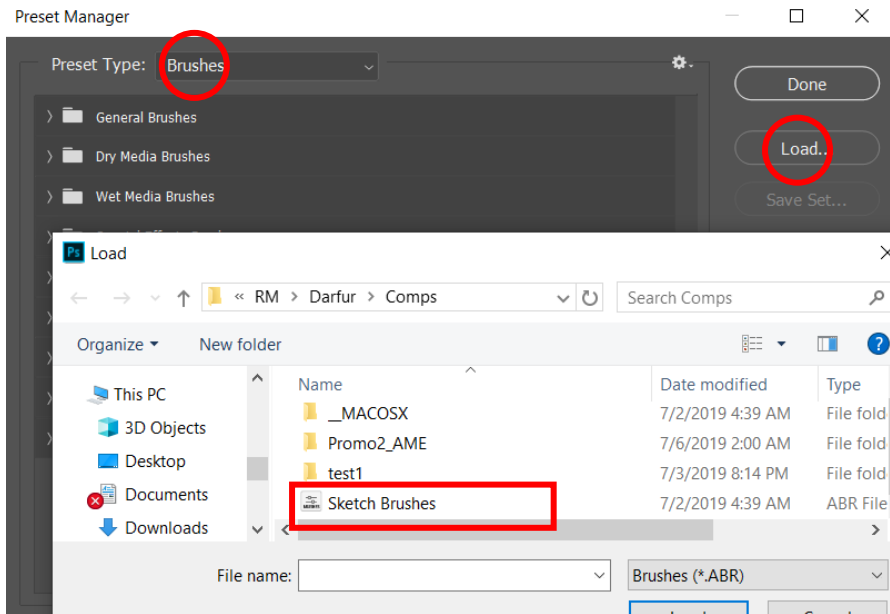 Preset Manager
Preset Type: Brushes
Done
General Brushes
Load..
Dry Media Brushes
Wet Media Brushes
Save Set...
Ps Load
« RM > Darfur > Comps
Search Comps
Organize
New folder
?
Name
Date modified
Type
This PC
__MACOSX
7/2/2019 4:39 AM
File fold
3D Objects
Promo2_AME
7/6/2019 2:00 AM
File fold
Desktop
test1
7/3/2019 8:14 PM
File fold
Documents
Sketch Brushes
7/2/2019 4:39 AM
ABR File
Downloads
File name:
Brushes (*.ABR)